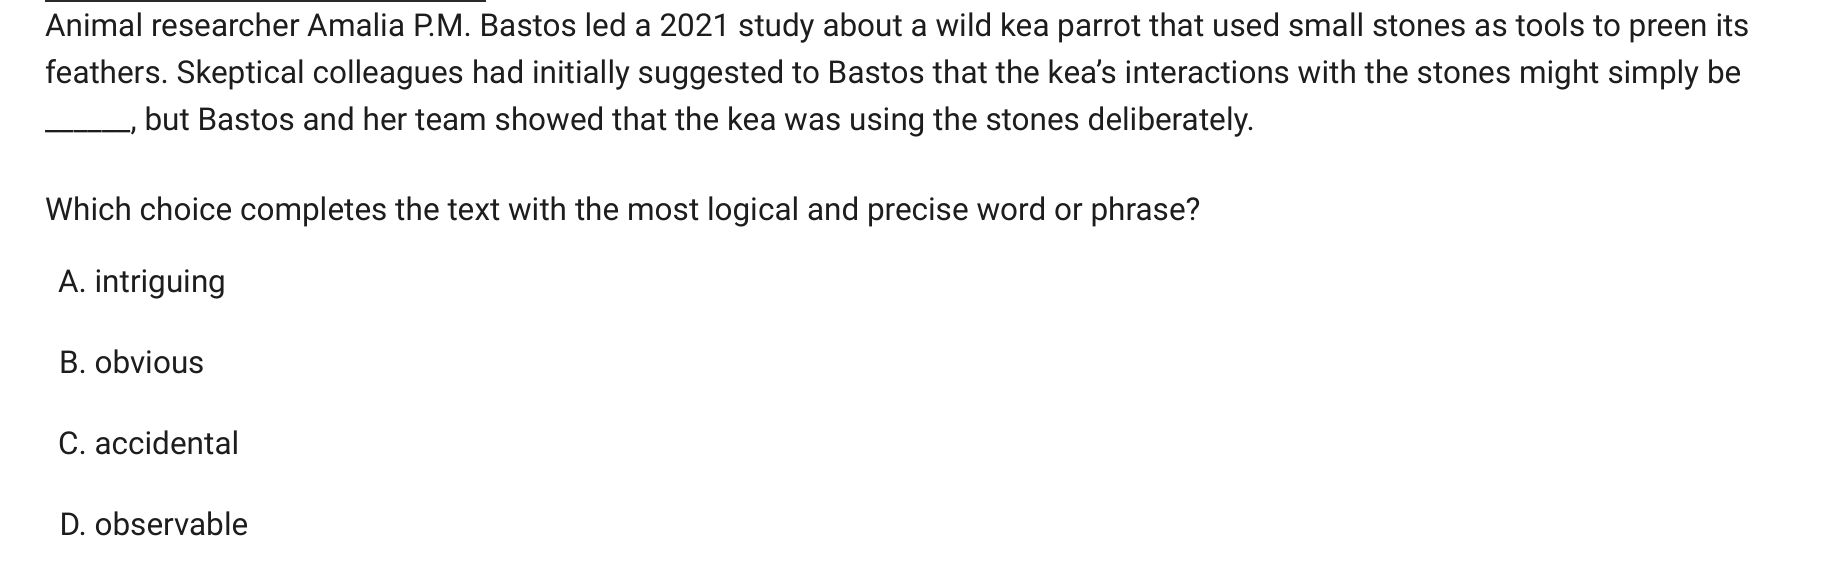 Animal researcher Amalia P.M. Bastos led a 2021 study about a wild kea parrot that used small stones as tools to preen its
feathers. Skeptical colleagues had initially suggested to Bastos that the kea’s interactions with the stones might simply be
______, but Bastos and her team showed that the kea was using the stones deliberately.
Which choice completes the text with the most logical and precise word or phrase?
A. intriguing
B. obvious
C. accidental
D. observable